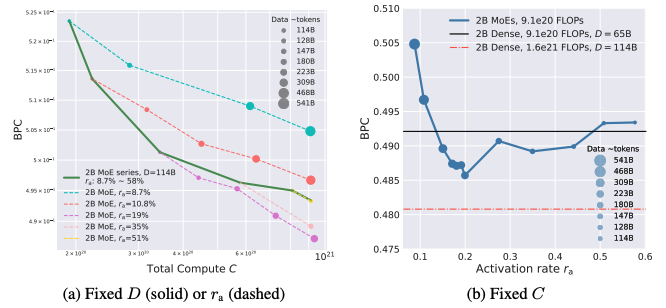 5.25 × 10⁻¹
5.2 × 10⁻¹
5.15 × 10⁻¹
5.1 × 10⁻¹
5.05 × 10⁻¹
5 × 10⁻¹
4.95 × 10⁻¹
4.9 × 10⁻¹
BPC
Data ~tokens
114B
128B
147B
180B
223B
309B
468B
541B
2B MoE series, D=114B
rₐ: 8.7% ~ 58%
2B MoE, rₐ=8.7%
2B MoE, rₐ=10.8%
2B MoE, rₐ=19%
2B MoE, rₐ=35%
2B MoE, rₐ=51%
2 × 10²⁰
3 × 10²⁰
4 × 10²⁰
6 × 10²⁰
10²¹
Total Compute C
(a) Fixed D (solid) or rₐ (dashed)
0.510
0.505
0.500
0.495
0.490
0.485
0.480
0.475
BPC
2B MoEs, 9.1e20 FLOPs
2B Dense, 9.1e20 FLOPs, D = 65B
2B Dense, 1.6e21 FLOPs, D = 114B
Data ~tokens
541B
468B
309B
223B
180B
147B
128B
114B
0.1
0.2
0.3
0.4
0.5
0.6
Activation rate rₐ
(b) Fixed C